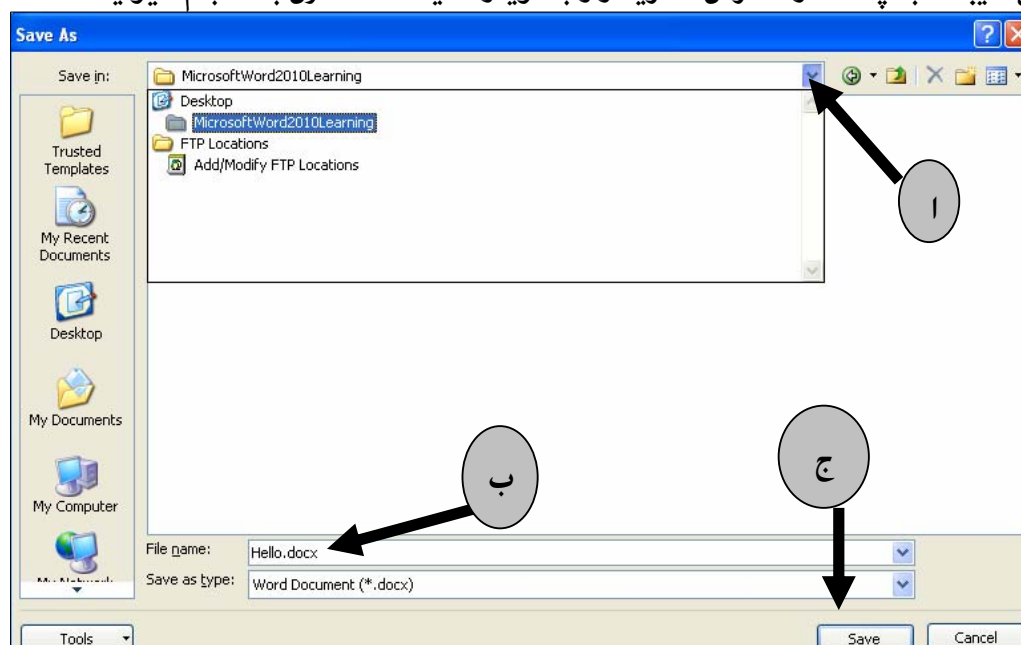 Save As
Save in:
MicrosoftWord2010Learning
Desktop
MicrosoftWord2010Learning
FTP Locations
Add/Modify FTP Locations
Trusted
Templates
My Recent
Documents
Desktop
My Documents
My Computer
ا
ب
ج
File name:
Hello.docx
Save as type:
Word Document (*.docx)
Tools
Save
Cancel